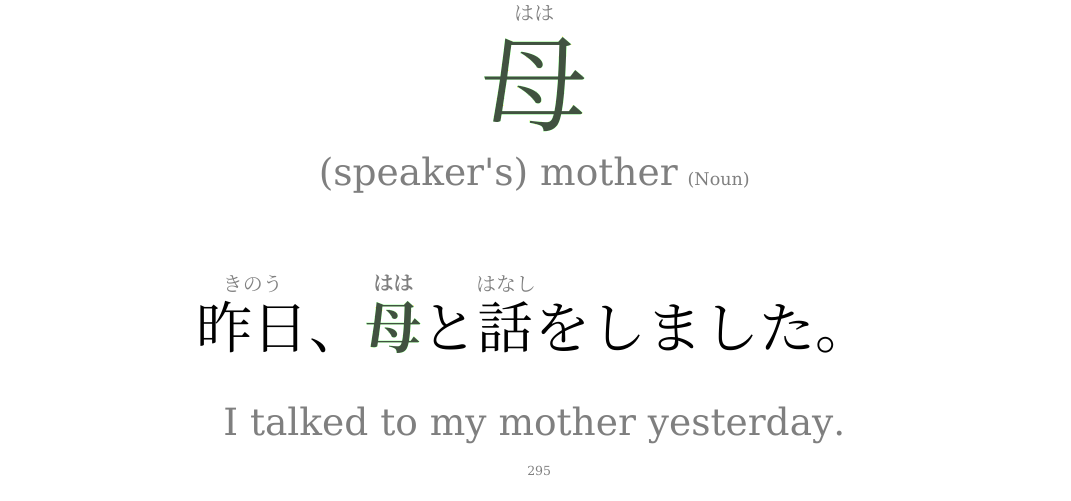 はは
母
(speaker's) mother (Noun)
きのう はは はなし
昨日、母と話をしました。
I talked to my mother yesterday.
295